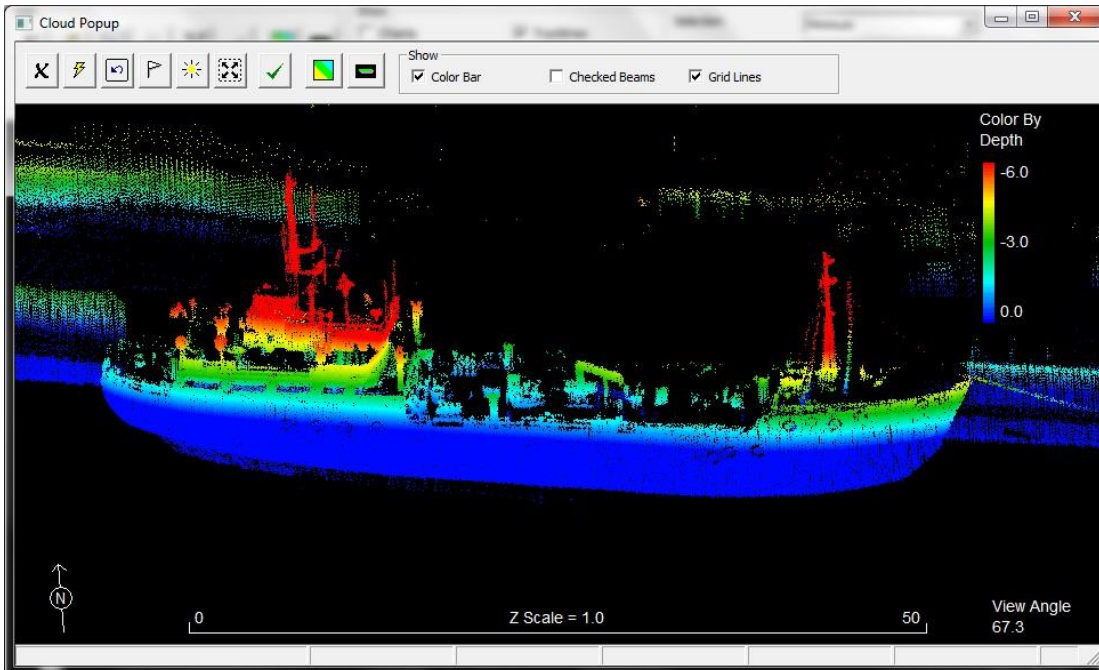 Cloud Popup
Show
Color Bar
Checked Beams
Grid Lines
Color By
Depth
-6.0
-3.0
0.0
N
0
Z Scale = 1.0
50
View Angle
67.3